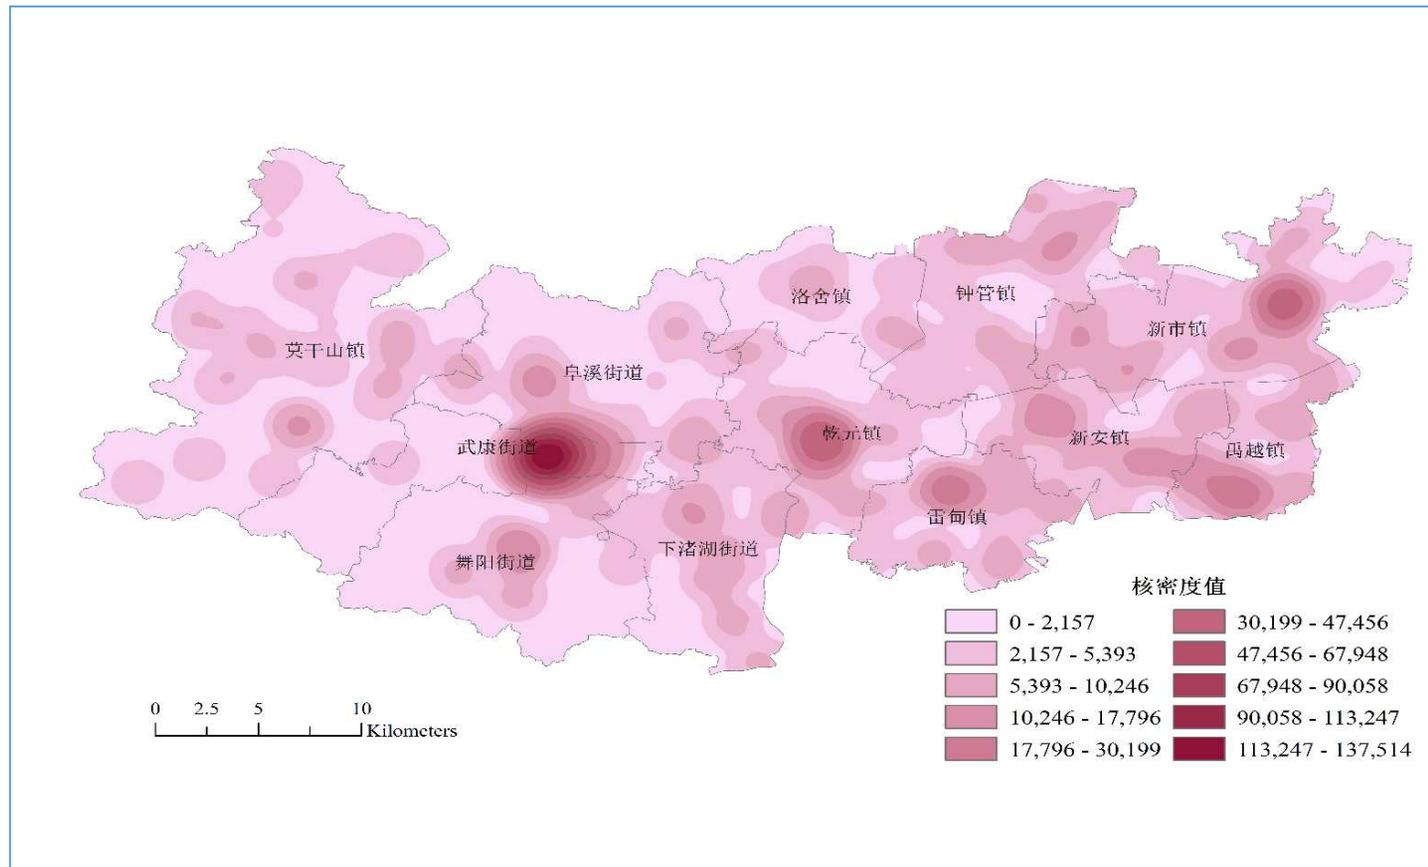 洛舍镇
钟管镇
新市镇
莫干山镇
阜溪街道
武康街道
乾元镇
新安镇
禹越镇
雷甸镇
舞阳街道
下渚湖街道
核密度值
0 - 2,157
2,157 - 5,393
5,393 - 10,246
10,246 - 17,796
17,796 - 30,199
30,199 - 47,456
47,456 - 67,948
67,948 - 90,058
90,058 - 113,247
113,247 - 137,514
0 2.5 5 10
Kilometers